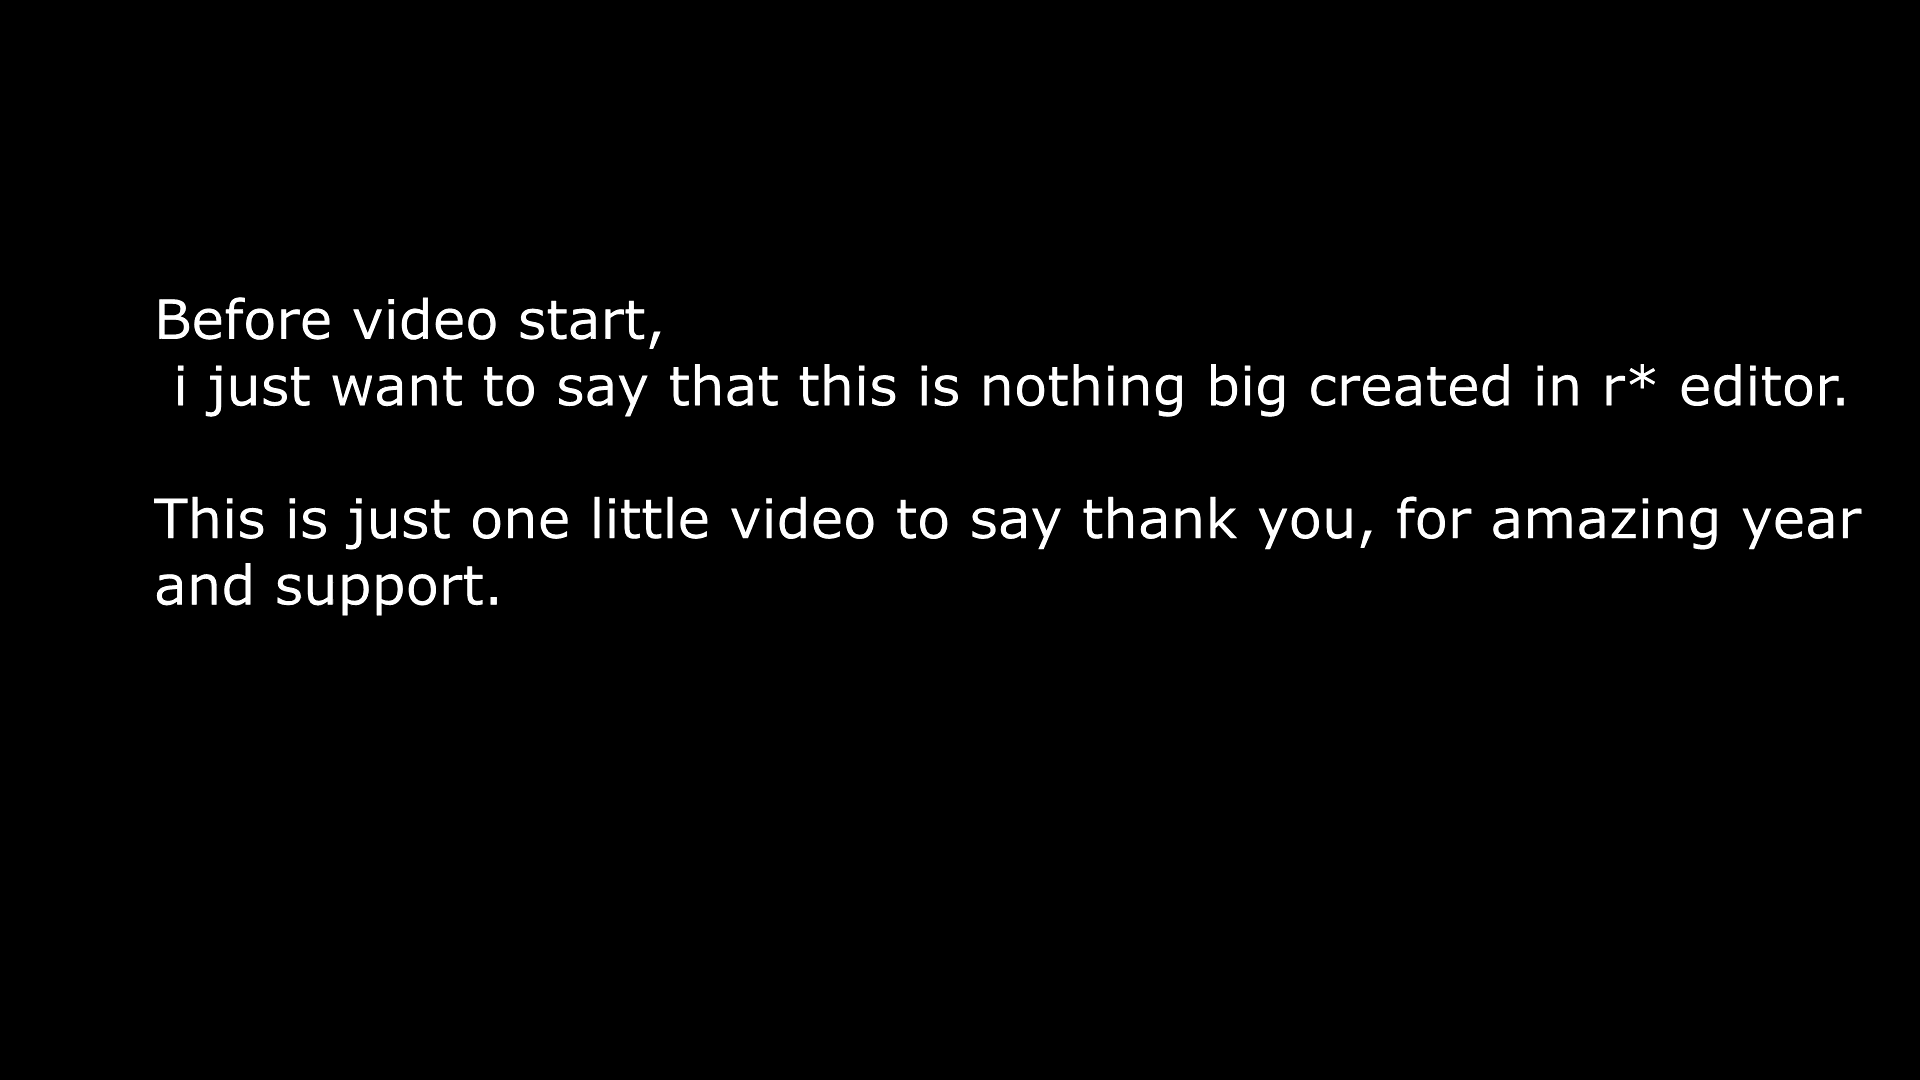 Before video start,
i just want to say that this is nothing big created in r* editor.
This is just one little video to say thank you, for amazing year
and support.